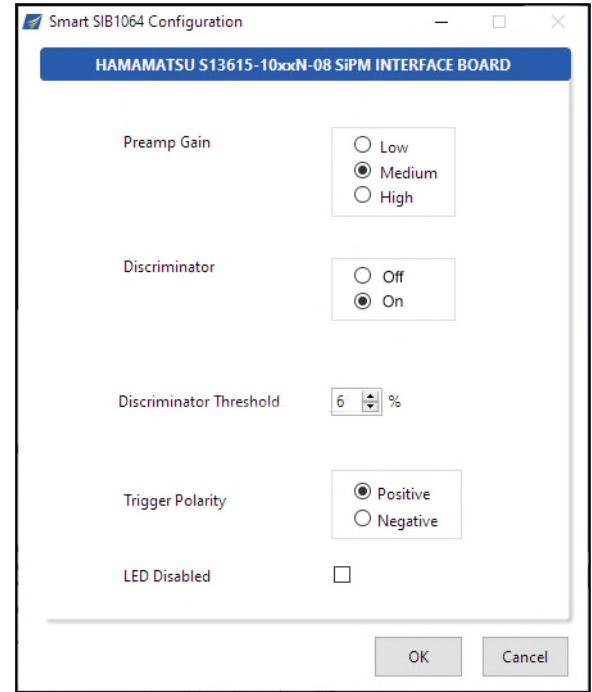 Smart SIB1064 Configuration
HAMAMATSU S13615-10xxN-08 SiPM INTERFACE BOARD
Preamp Gain
Low
Medium
High
Discriminator
Off
On
Discriminator Threshold
6 %
Trigger Polarity
Positive
Negative
LED Disabled
OK Cancel